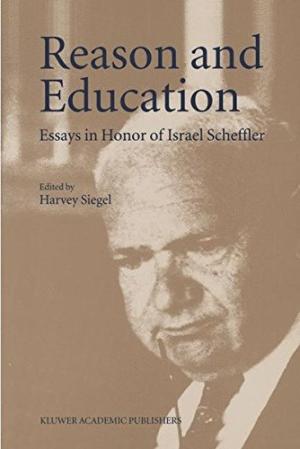 Reason and
Education
Essays in Honor of Israel Scheffler
Edited by
Harvey Siegel
KLUWER ACADEMIC PUBLISHERS